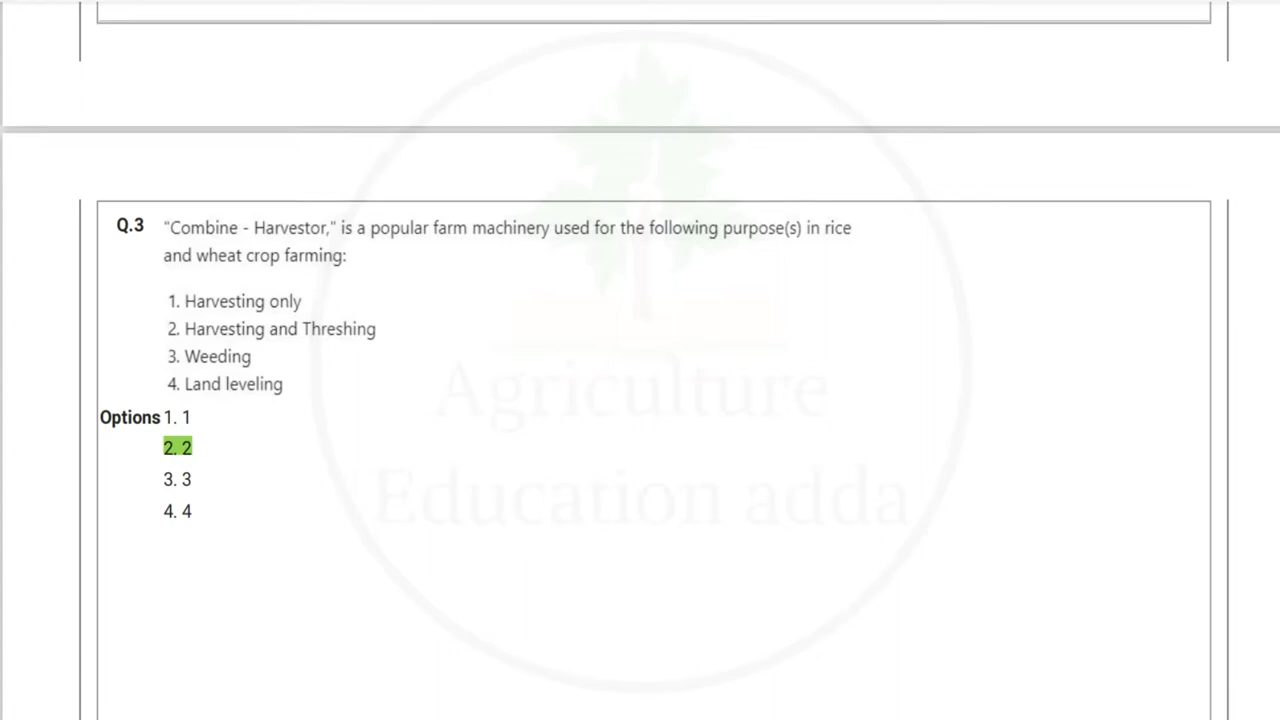 Q.3 "Combine - Harvestor," is a popular farm machinery used for the following purpose(s) in rice
and wheat crop farming:
1. Harvesting only
2. Harvesting and Threshing
3. Weeding
4. Land leveling
Options 1. 1
2. 2
3. 3
4. 4
Agriculture
Education adda